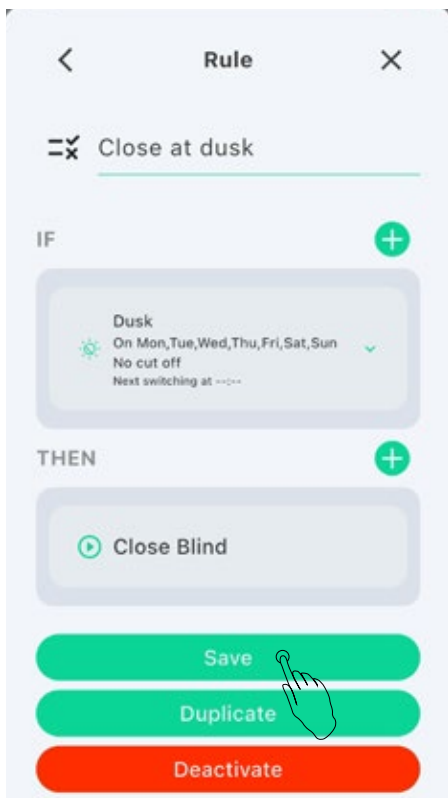 Rule
Close at dusk
IF
Dusk
On Mon,Tue,Wed,Thu,Fri,Sat,Sun
No cut off
Next switching at --:--
THEN
Close Blind
Save
Duplicate
Deactivate